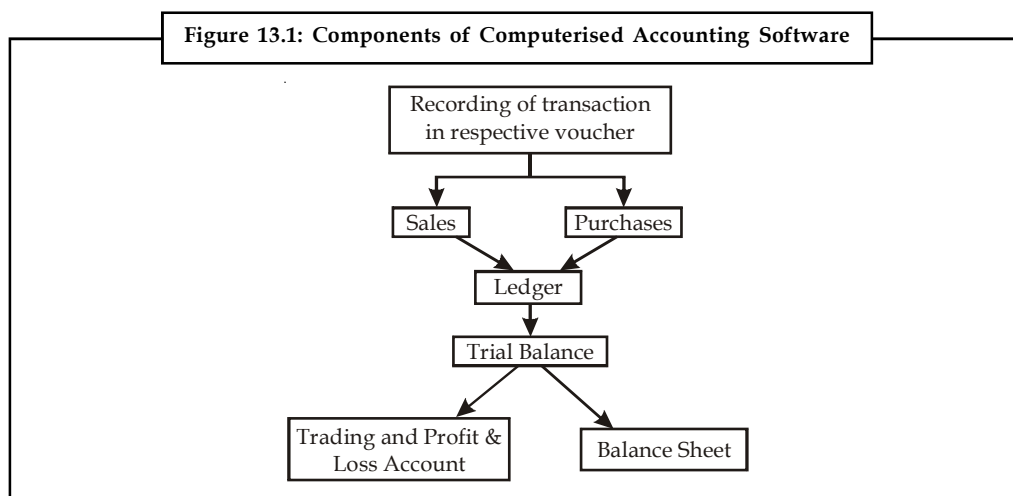 Figure 13.1: Components of Computerised Accounting Software
Recording of transaction
in respective voucher
Sales
Purchases
Ledger
Trial Balance
Trading and Profit &
Loss Account
Balance Sheet